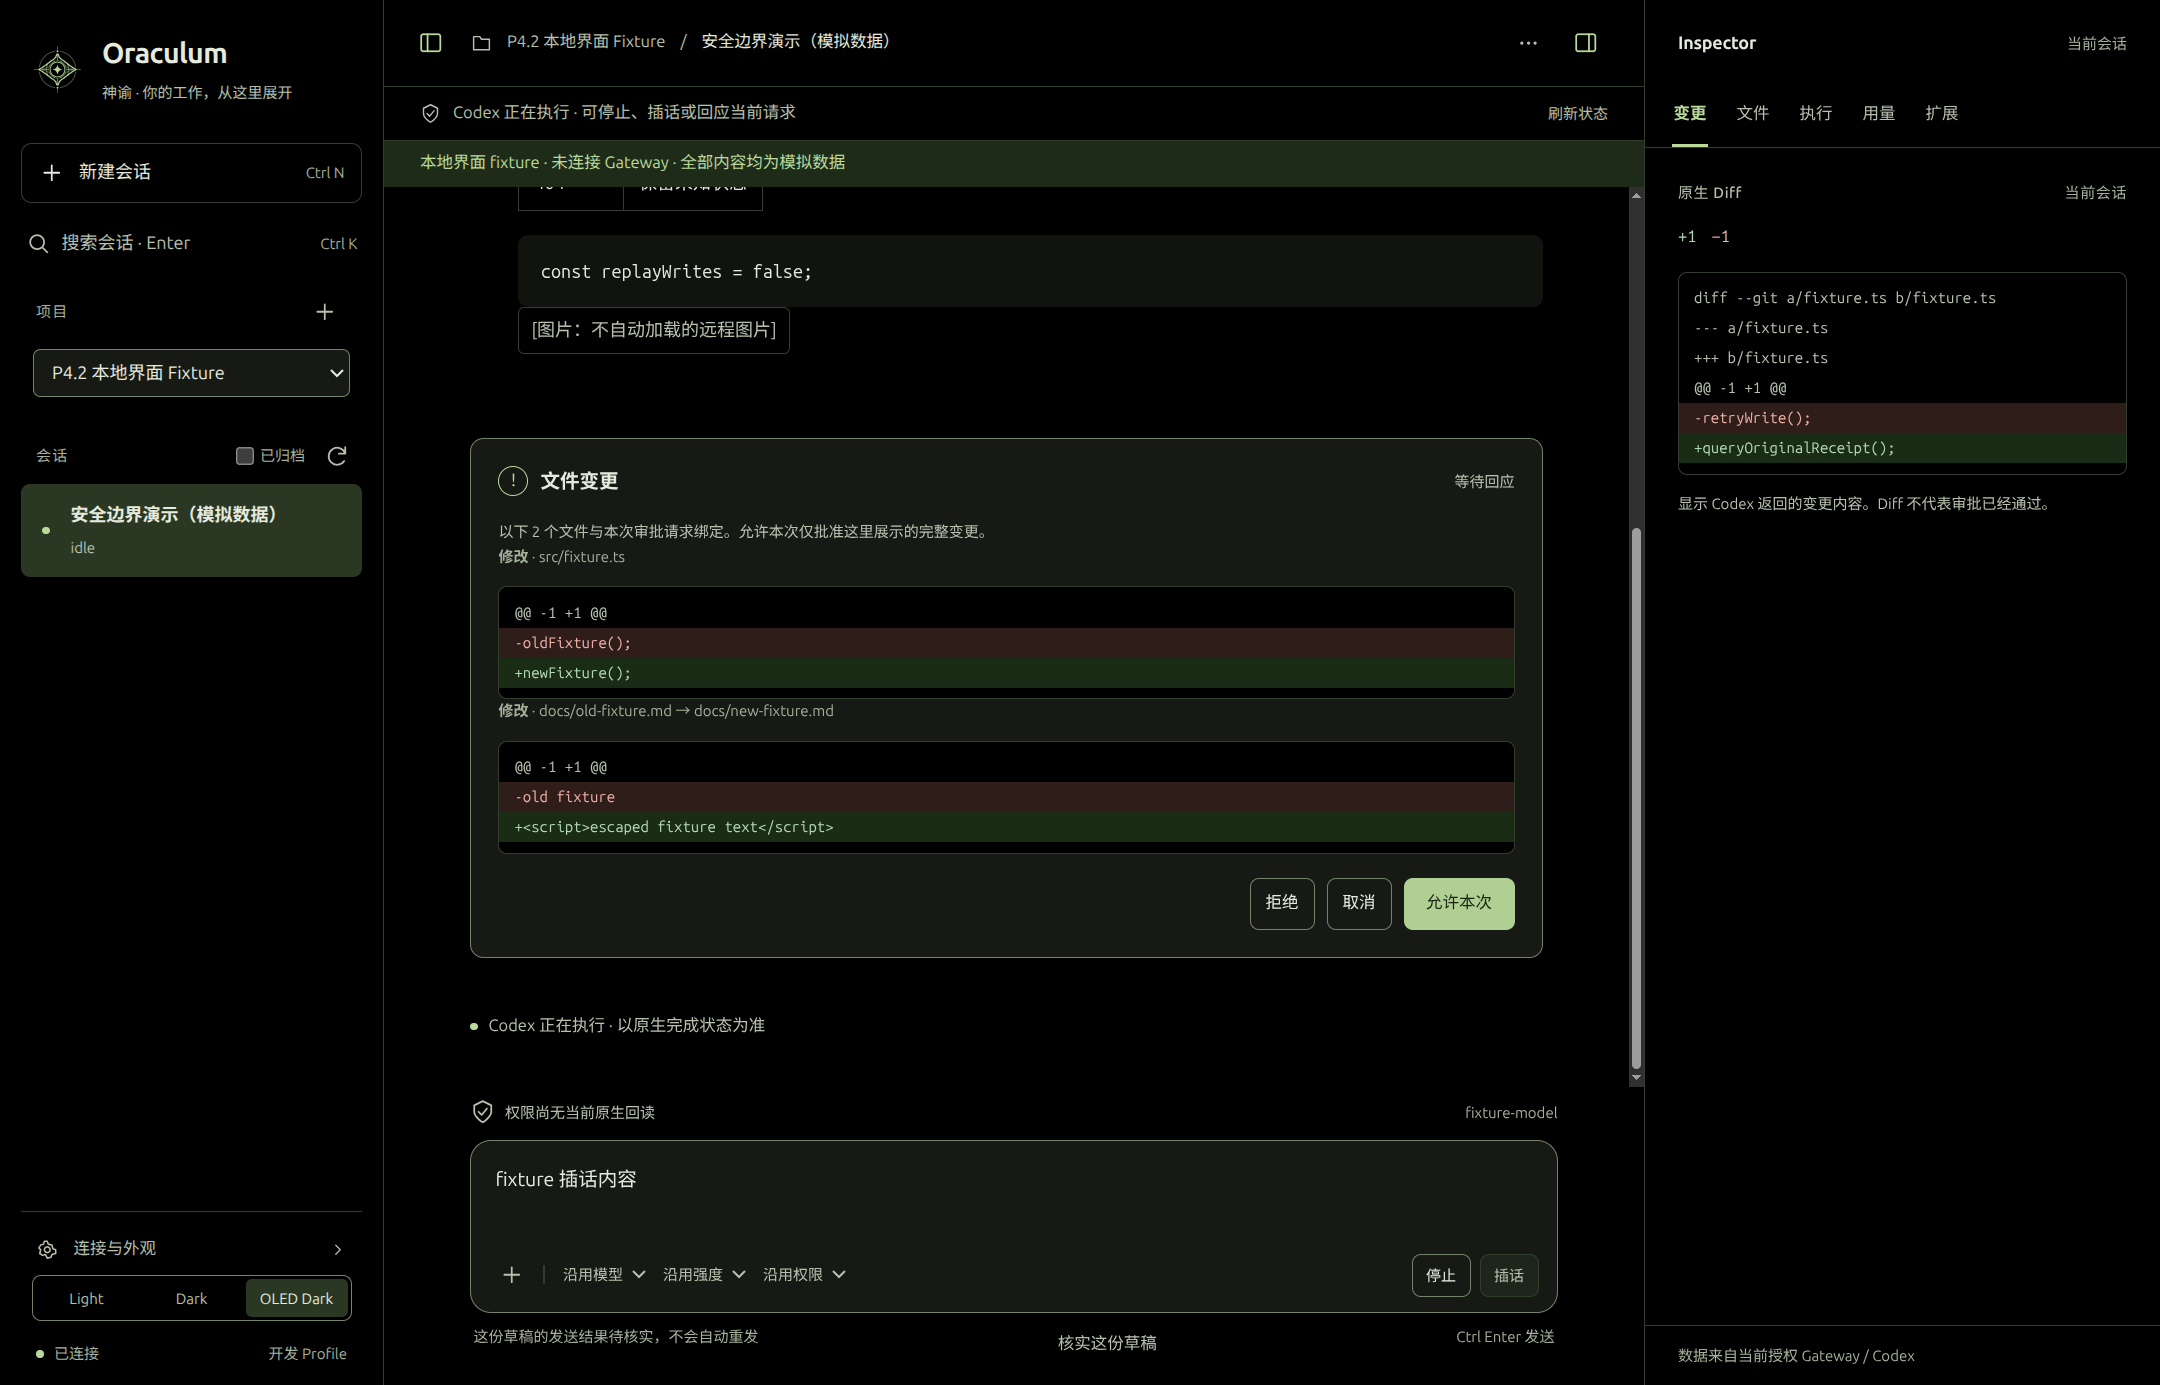 Oraculum
神谕 · 你的工作，从这里展开
新建会话
Ctrl N
搜索会话 · Enter
Ctrl K
项目
P4.2 本地界面 Fixture
会话
已归档
安全边界演示（模拟数据）
idle
连接与外观
Light
Dark
OLED Dark
已连接
开发 Profile
P4.2 本地界面 Fixture / 安全边界演示（模拟数据）
Codex 正在执行 · 可停止、插话或回应当前请求
刷新状态
本地界面 fixture · 未连接 Gateway · 全部内容均为模拟数据
const replayWrites = false;
[图片：不自动加载的远程图片]
文件变更
等待回应
以下 2 个文件与本次审批请求绑定。允许本次仅批准这里展示的完整变更。
修改 · src/fixture.ts
@@ -1 +1 @@
-oldFixture();
+newFixture();
修改 · docs/old-fixture.md → docs/new-fixture.md
@@ -1 +1 @@
-old fixture
+<script>escaped fixture text</script>
拒绝
取消
允许本次
Codex 正在执行 · 以原生完成状态为准
权限尚无当前原生回读
fixture-model
fixture 插话内容
沿用模型
沿用强度
沿用权限
停止
插话
这份草稿的发送结果待核实，不会自动重发
核实这份草稿
Ctrl Enter 发送
Inspector
当前会话
变更
文件
执行
用量
扩展
原生 Diff
当前会话
+1 −1
diff --git a/fixture.ts b/fixture.ts
--- a/fixture.ts
+++ b/fixture.ts
@@ -1 +1 @@
-retryWrite();
+queryOriginalReceipt();
显示 Codex 返回的变更内容。Diff 不代表审批已经通过。
数据来自当前授权 Gateway / Codex